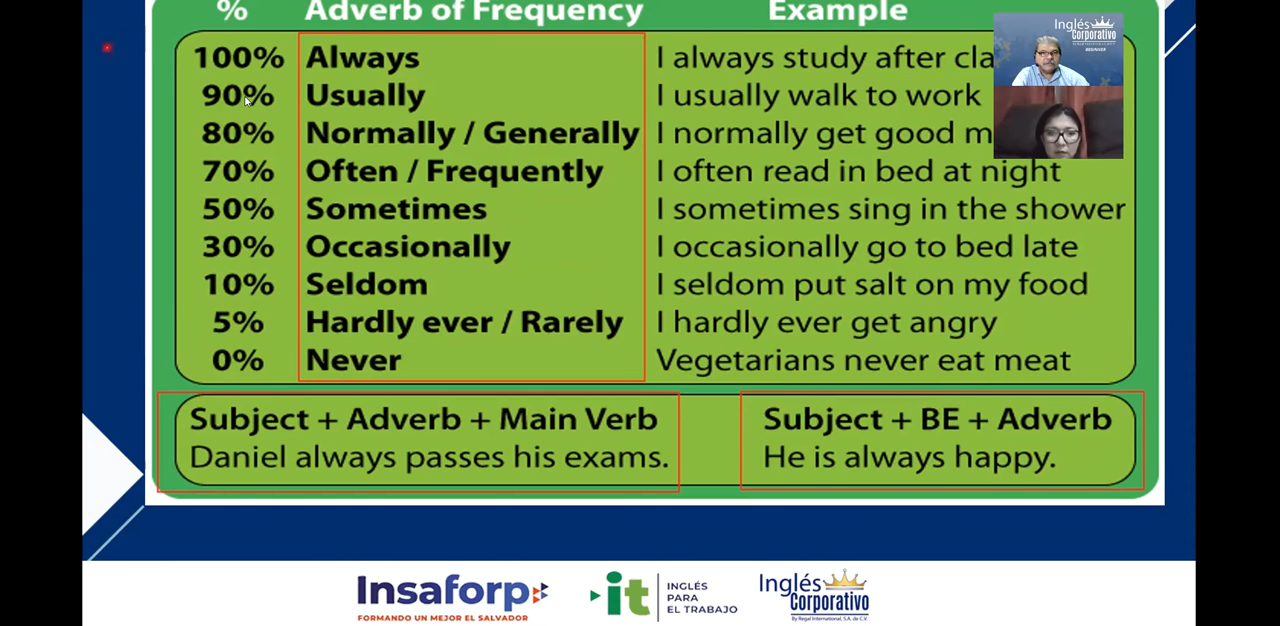 % Adverb of Frequency Example
100% Always I always study after cla
90% Usually I usually walk to work
80% Normally / Generally I normally get good m
70% Often / Frequently I often read in bed at night
50% Sometimes I sometimes sing in the shower
30% Occasionally I occasionally go to bed late
10% Seldom I seldom put salt on my food
5% Hardly ever / Rarely I hardly ever get angry
0% Never Vegetarians never eat meat
Subject + Adverb + Main Verb
Daniel always passes his exams.
Subject + BE + Adverb
He is always happy.
Inglés
Corporativo
BEGINNER
Insaforp
FORMANDO UN MEJOR EL SALVADOR
it
INGLÉS
PARA
EL TRABAJO
Inglés
Corporativo
By Regal International, S.A. de C.V.